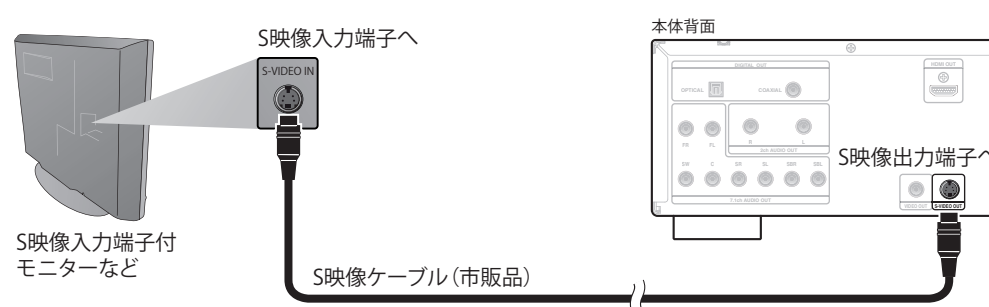 本体背面
S映像入力端子へ
S-VIDEO IN
DIGITAL OUT
HDMI OUT
OPTICAL
COAXIAL
FR
FL
R
L
2ch AUDIO OUT
SW
C
SR
SL
SBR
SBL
7.1ch AUDIO OUT
S映像出力端子へ
VIDEO OUT
S-VIDEO OUT
S映像入力端子付
モニターなど
S映像ケーブル（市販品）